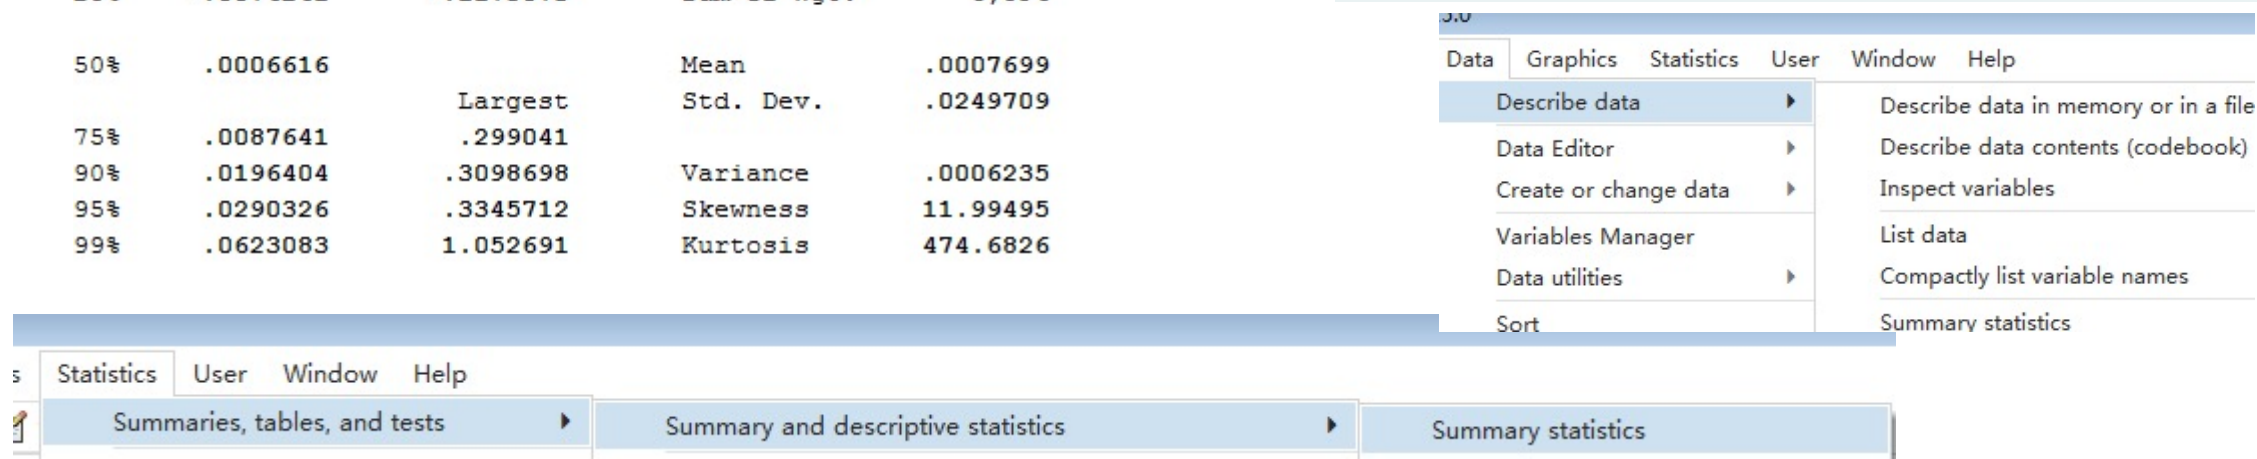 50% .0006616 Mean .0007699
Largest Std. Dev. .0249709
75% .0087641 .299041
90% .0196404 .3098698 Variance .0006235
95% .0290326 .3345712 Skewness 11.99495
99% .0623083 1.052691 Kurtosis 474.6826
Data Graphics Statistics User Window Help
Describe data
Data Editor
Create or change data
Variables Manager
Data utilities
Sort
Describe data in memory or in a file
Describe data contents (codebook)
Inspect variables
List data
Compactly list variable names
Summary statistics
s Statistics User Window Help
Summaries, tables, and tests
Summary and descriptive statistics
Summary statistics